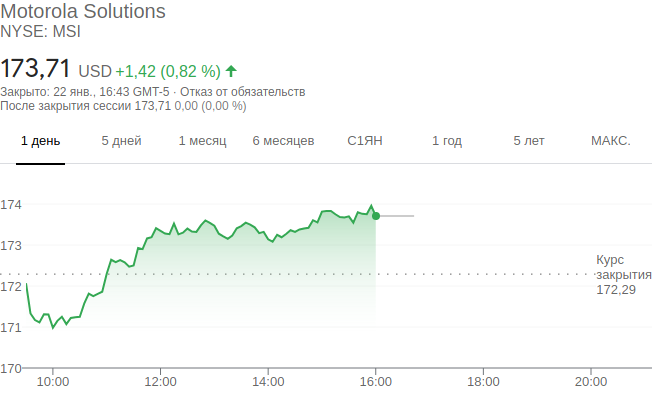 Motorola Solutions
NYSE: MSI
173,71 USD +1,42 (0,82 %)
Закрыто: 22 янв., 16:43 GMT-5 · Отказ от обязательств
После закрытия сессии 173,71 0,00 (0,00 %)
1 день 5 дней 1 месяц 6 месяцев С1ЯН 1 год 5 лет МАКС.
174
173
Курс
закрытия
172,29
172
171
170
10:00 12:00 14:00 16:00 18:00 20:00